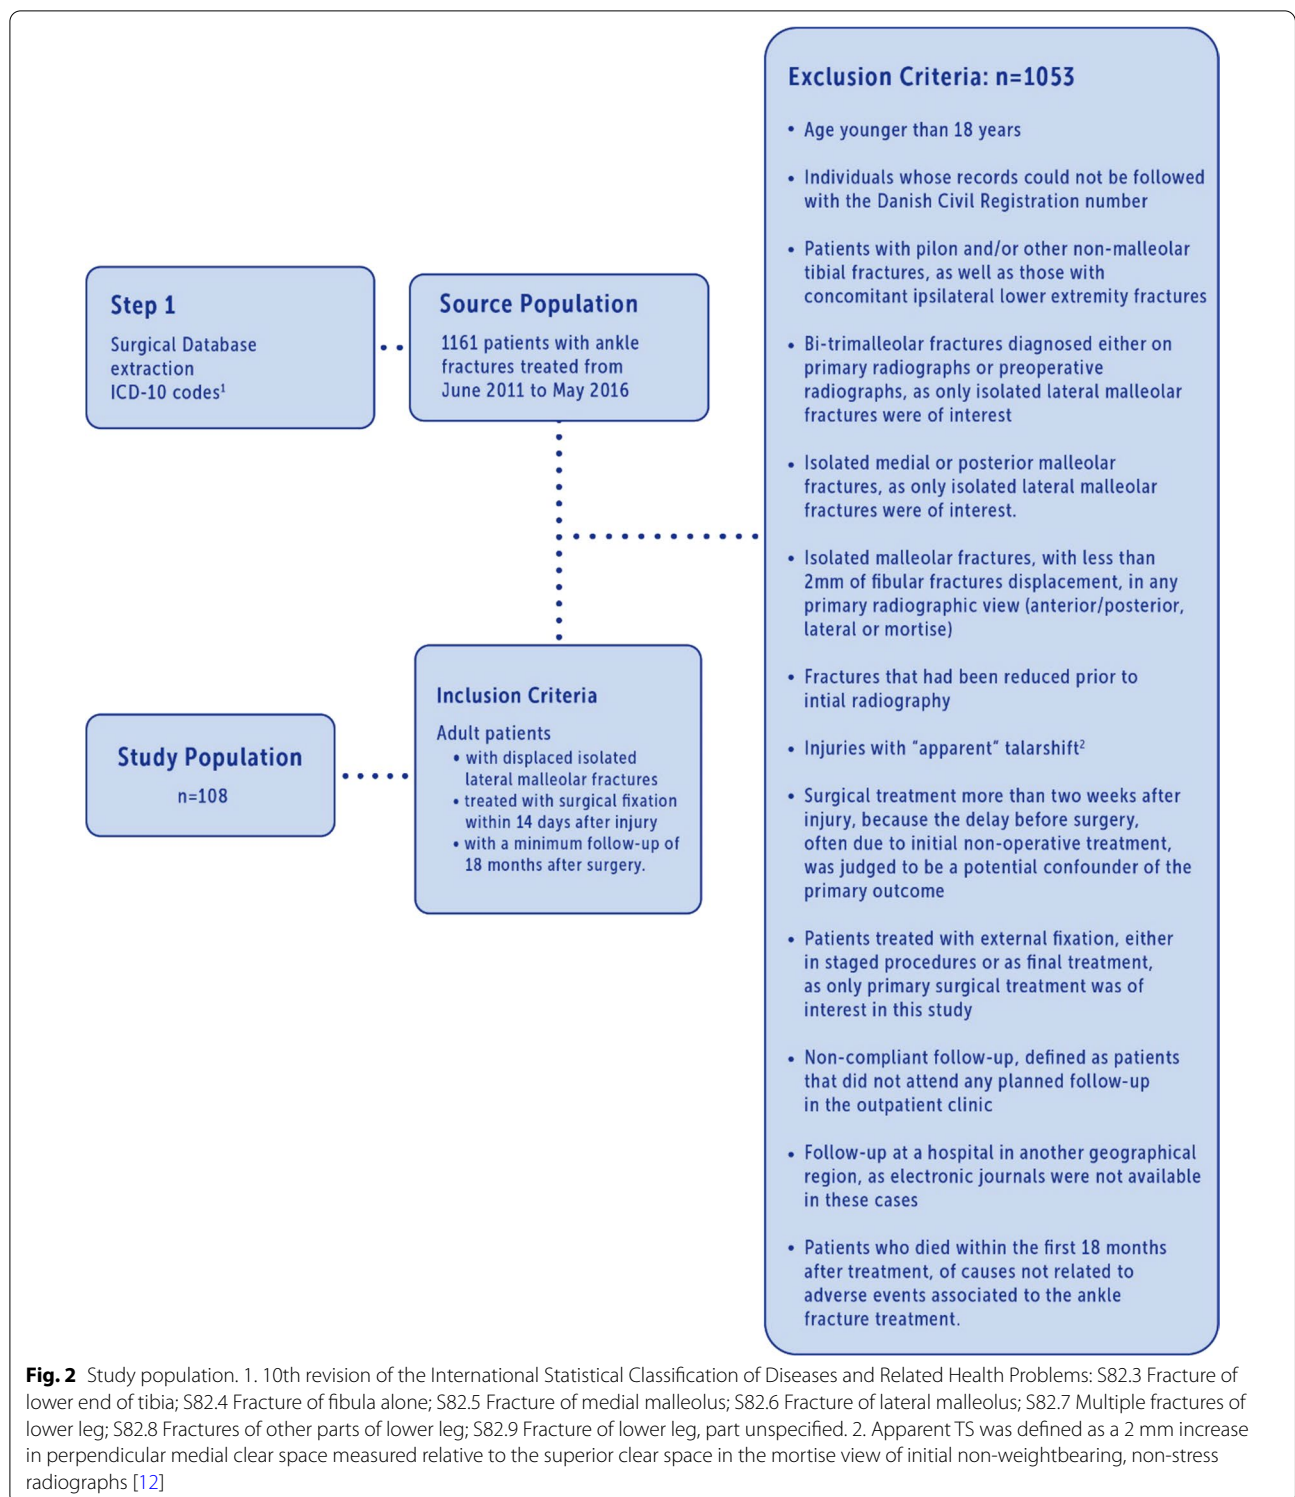 Step 1
Surgical Database
extraction
ICD-10 codes¹
Source Population
1161 patients with ankle
fractures treated from
June 2011 to May 2016
Exclusion Criteria: n=1053
• Age younger than 18 years
• Individuals whose records could not be followed
with the Danish Civil Registration number
• Patients with pilon and/or other non-malleolar
tibial fractures, as well as those with
concomitant ipsilateral lower extremity fractures
• Bi-trimalleolar fractures diagnosed either on
primary radiographs or preoperative
radiographs, as only isolated lateral malleolar
fractures were of interest
• Isolated medial or posterior malleolar
fractures, as only isolated lateral malleolar
fractures were of interest.
• Isolated malleolar fractures, with less than
2mm of fibular fractures displacement, in any
primary radiographic view (anterior/posterior,
lateral or mortise)
• Fractures that had been reduced prior to
intial radiography
• Injuries with "apparent" talarshift²
• Surgical treatment more than two weeks after
injury, because the delay before surgery,
often due to initial non-operative treatment,
was judged to be a potential confounder of the
primary outcome
• Patients treated with external fixation, either
in staged procedures or as final treatment,
as only primary surgical treatment was of
interest in this study
• Non-compliant follow-up, defined as patients
that did not attend any planned follow-up
in the outpatient clinic
• Follow-up at a hospital in another geographical
region, as electronic journals were not available
in these cases
• Patients who died within the first 18 months
after treatment, of causes not related to
adverse events associated to the ankle
fracture treatment.
Inclusion Criteria
Adult patients
• with displaced isolated
lateral malleolar fractures
• treated with surgical fixation
within 14 days after injury
• with a minimum follow-up of
18 months after surgery.
Study Population
n=108
Fig. 2 Study population. 1. 10th revision of the International Statistical Classification of Diseases and Related Health Problems: S82.3 Fracture of
lower end of tibia; S82.4 Fracture of fibula alone; S82.5 Fracture of medial malleolus; S82.6 Fracture of lateral malleolus; S82.7 Multiple fractures of
lower leg; S82.8 Fractures of other parts of lower leg; S82.9 Fracture of lower leg, part unspecified. 2. Apparent TS was defined as a 2 mm increase
in perpendicular medial clear space measured relative to the superior clear space in the mortise view of initial non-weightbearing, non-stress
radiographs [12]